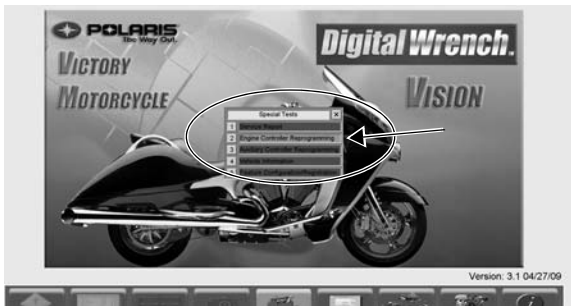 POLARIS
The Way Out.
Digital Wrench.
VICTORY
MOTORCYCLE
VISION
Special Tests
1 Service Report
2 Engine Controller Reprogramming
3 Auxiliary Controller Reprogramming
4 Vehicle Information
Version: 3.1 04/27/09